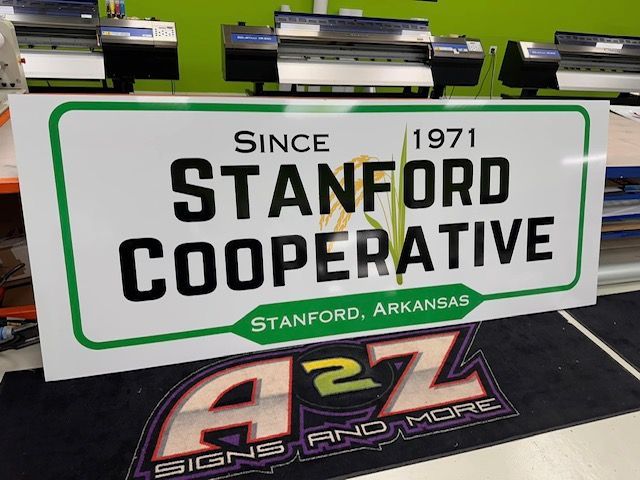 SINCE 1971
STANFORD
COOPERATIVE
STANFORD, ARKANSAS
A2Z
SIGNS AND MORE